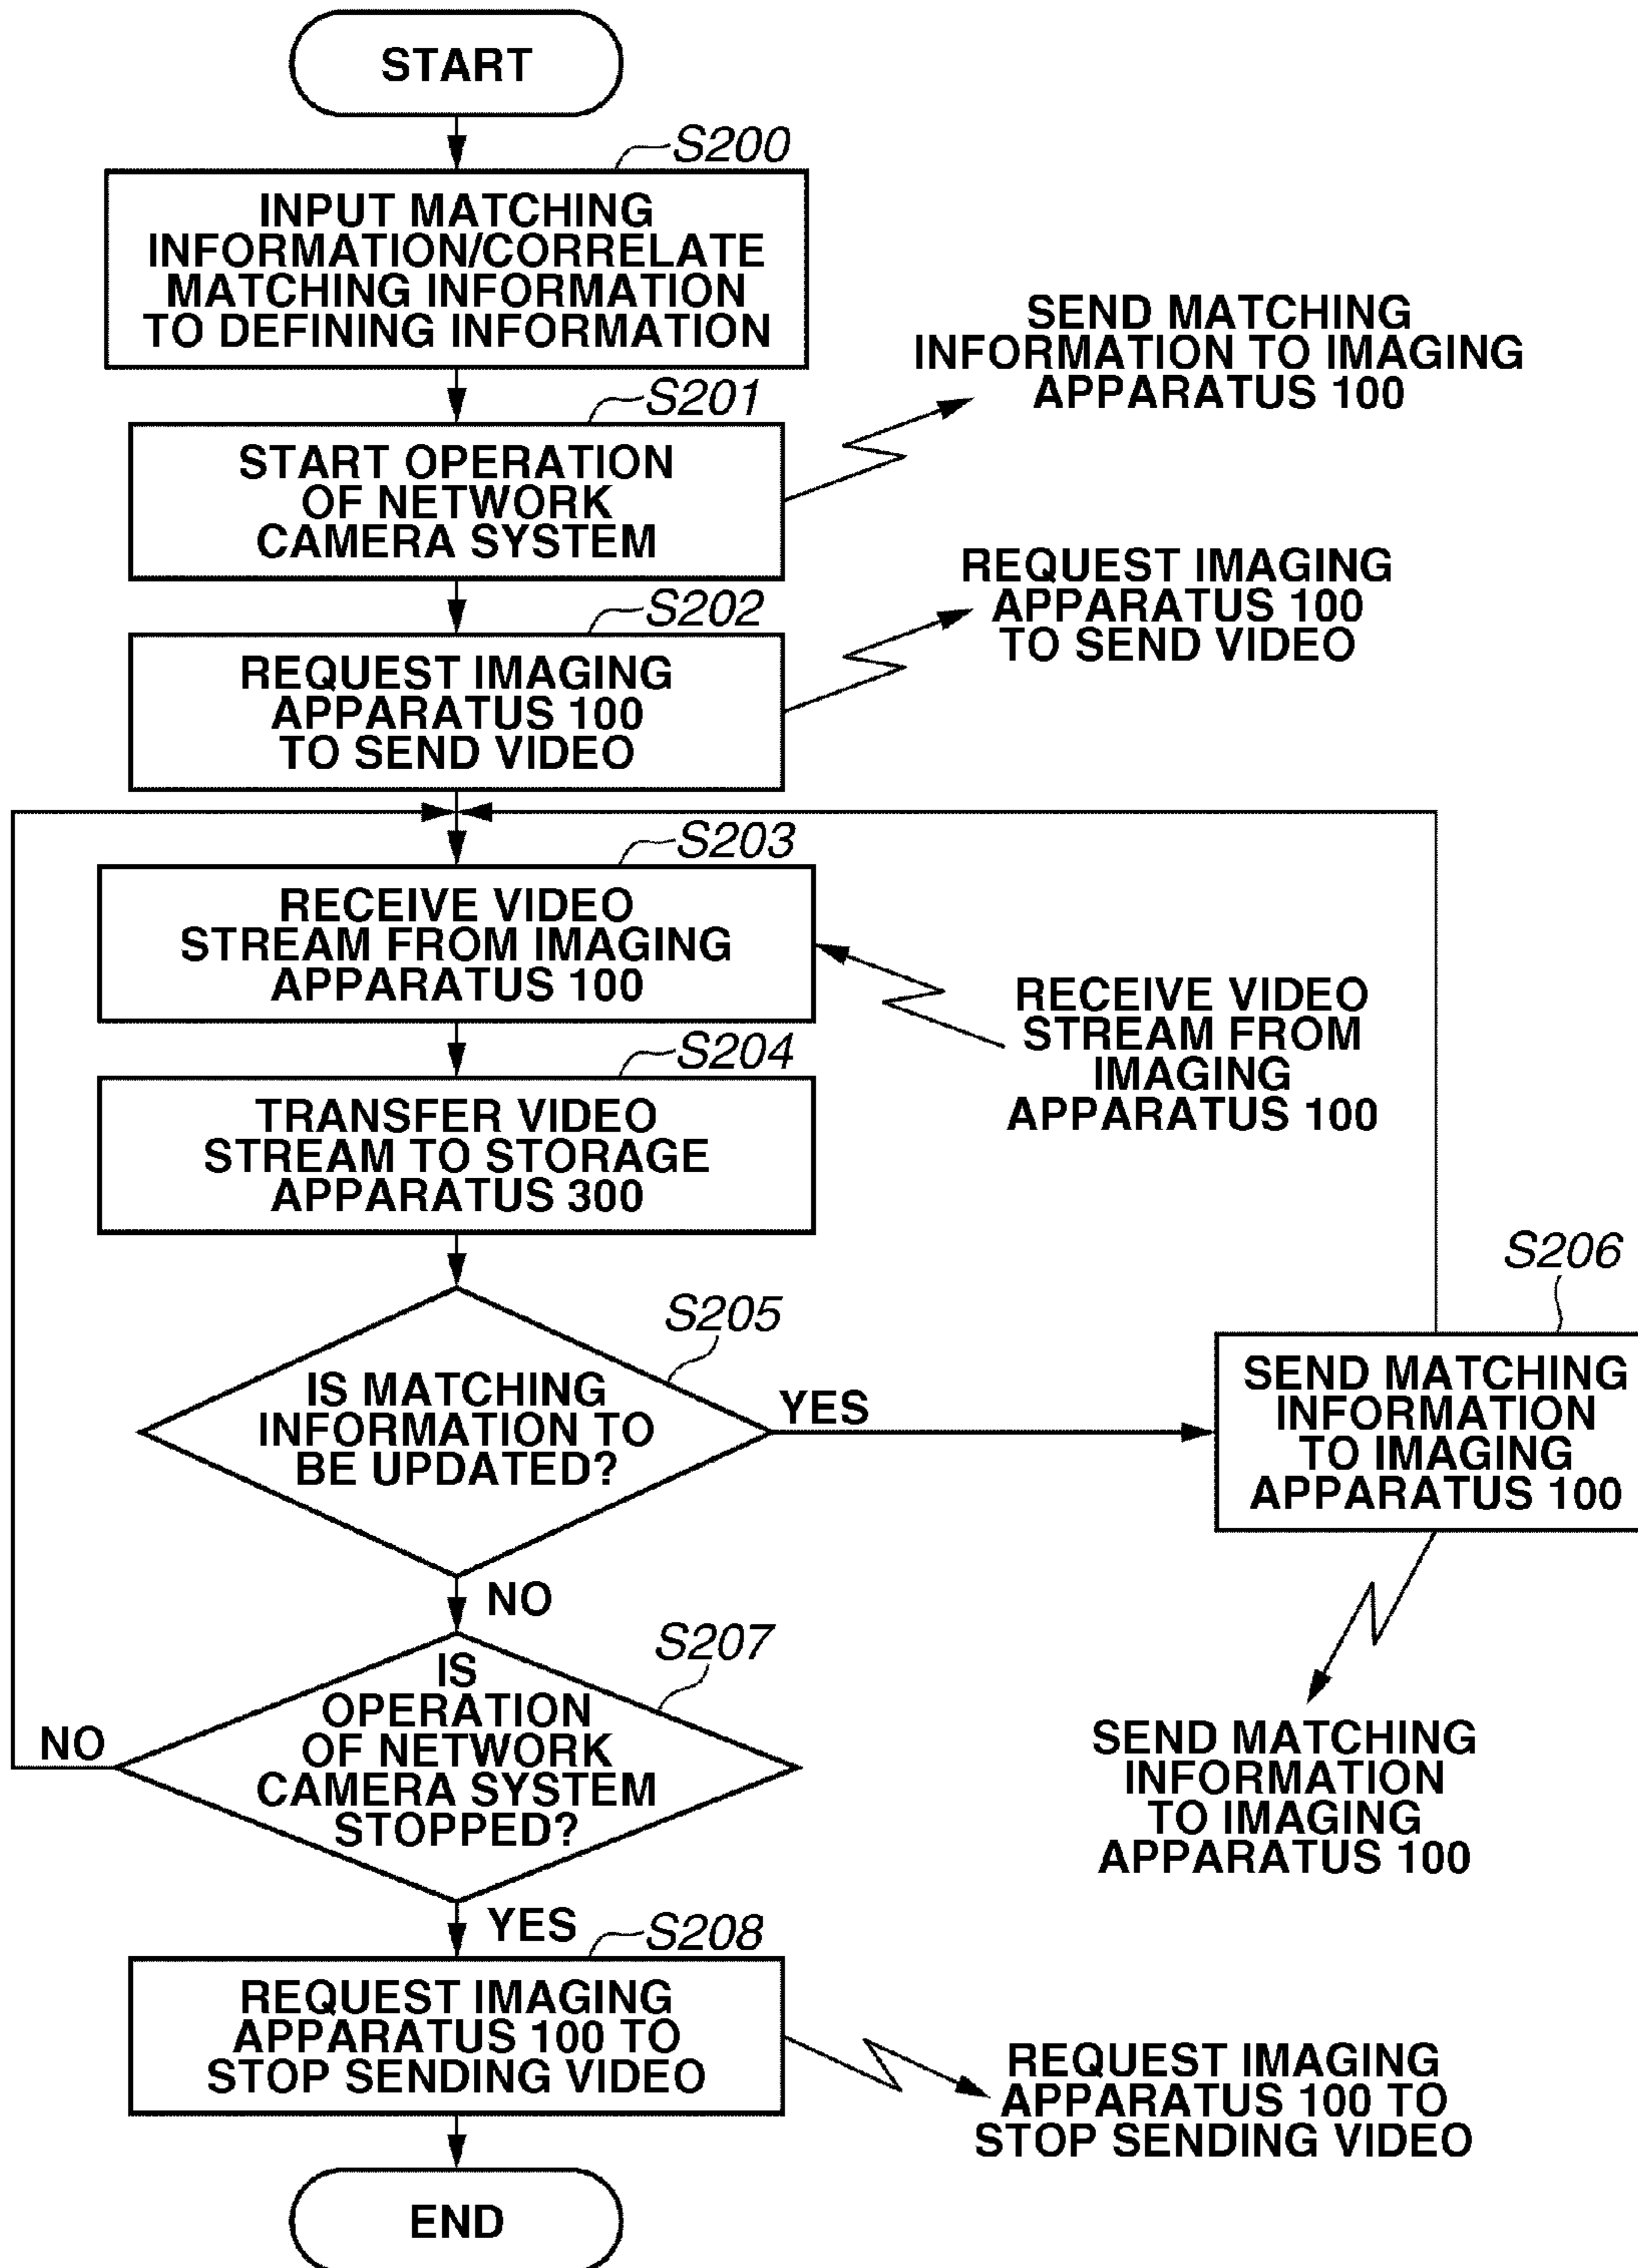 START
S200
INPUT MATCHING
INFORMATION/CORRELATE
MATCHING INFORMATION
TO DEFINING INFORMATION
SEND MATCHING
INFORMATION TO IMAGING
APPARATUS 100
S201
START OPERATION
OF NETWORK
CAMERA SYSTEM
REQUEST IMAGING
APPARATUS 100
TO SEND VIDEO
S202
REQUEST IMAGING
APPARATUS 100
TO SEND VIDEO
S203
RECEIVE VIDEO
STREAM FROM IMAGING
APPARATUS 100
RECEIVE VIDEO
STREAM FROM
IMAGING
APPARATUS 100
S204
TRANSFER VIDEO
STREAM TO STORAGE
APPARATUS 300
S205
IS MATCHING
INFORMATION TO
BE UPDATED?
YES
S206
SEND MATCHING
INFORMATION
TO IMAGING
APPARATUS 100
NO
SEND MATCHING
INFORMATION
TO IMAGING
APPARATUS 100
S207
IS
OPERATION
OF NETWORK
CAMERA SYSTEM
STOPPED?
NO
YES
S208
REQUEST IMAGING
APPARATUS 100 TO
STOP SENDING VIDEO
REQUEST IMAGING
APPARATUS 100 TO
STOP SENDING VIDEO
END